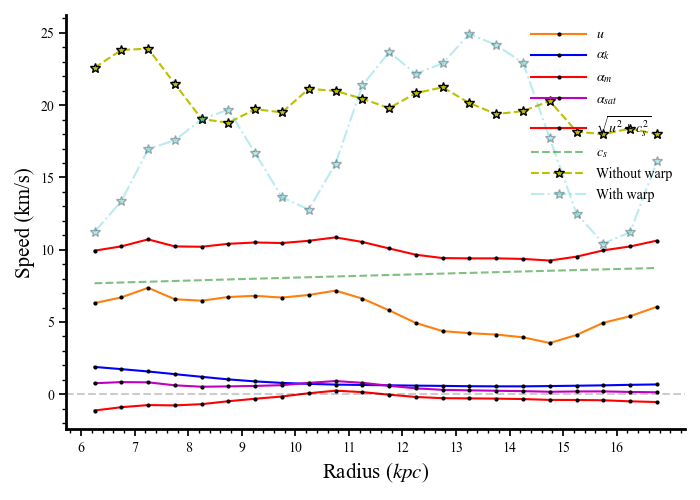 25
20
15
10
5
0
Speed (km/s)
6 7 8 9 10 11 12 13 14 15 16
Radius (kpc)
u
α_k
α_m
α_sat
√u² + c_s²
c_s
Without warp
With warp